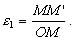 ε₁ = MM′ / OM .